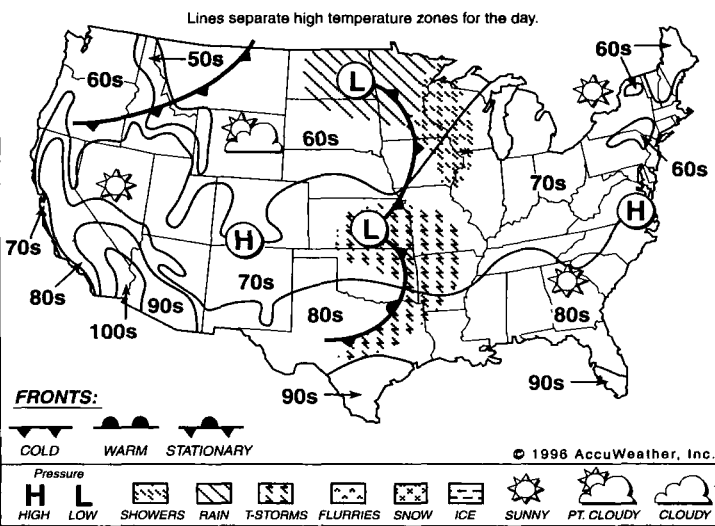 Lines separate high temperature zones for the day.
50s
60s
60s
L
60s
60s
70s
H
H
L
70s
80s
100s
90s
70s
80s
80s
90s
90s
FRONTS:
COLD WARM STATIONARY
© 1996 AccuWeather, Inc.
Pressure
H L
HIGH LOW SHOWERS RAIN T-STORMS FLURRIES SNOW ICE SUNNY PT. CLOUDY CLOUDY